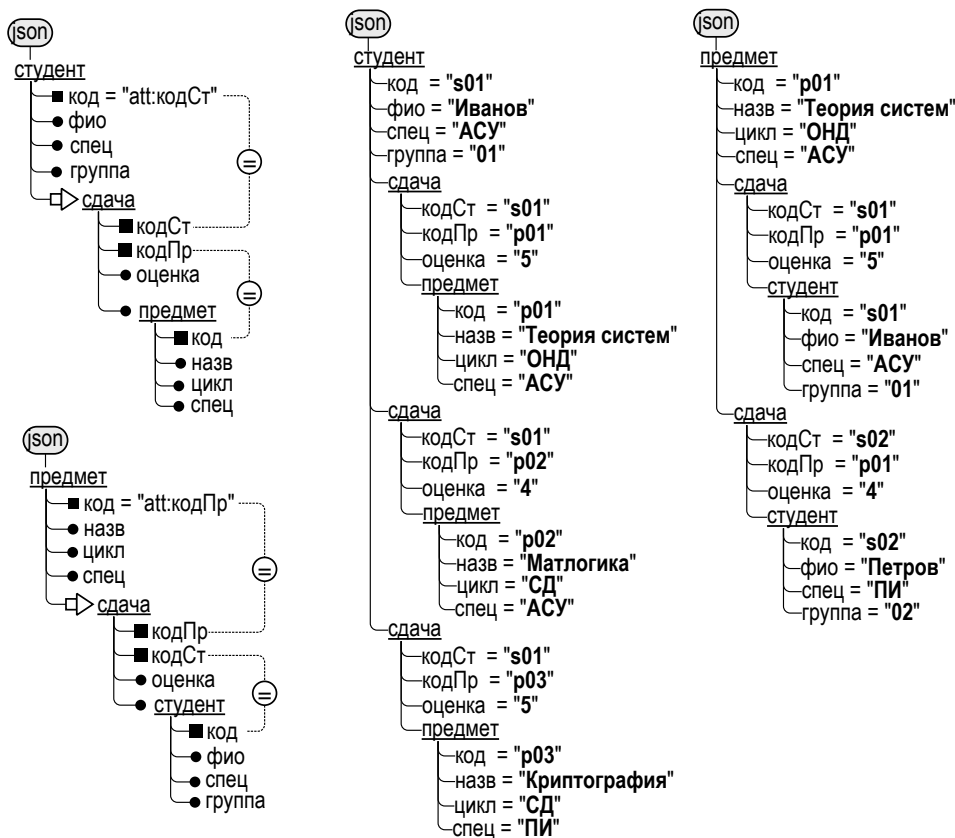 json
студент
код = "att:кодСт"
фио
спец
группа
=
сдача
кодСт
кодПр
оценка
=
предмет
код
назв
цикл
спец
json
предмет
код = "att:кодПр"
назв
цикл
спец
=
сдача
кодПр
кодСт
оценка
=
студент
код
фио
спец
группа
json
студент
код = "s01"
фио = "Иванов"
спец = "АСУ"
группа = "01"
сдача
кодСт = "s01"
кодПр = "p01"
оценка = "5"
предмет
код = "p01"
назв = "Теория систем"
цикл = "ОНД"
спец = "АСУ"
сдача
кодСт = "s01"
кодПр = "p02"
оценка = "4"
предмет
код = "p02"
назв = "Матлогика"
цикл = "СД"
спец = "АСУ"
сдача
кодСт = "s01"
кодПр = "p03"
оценка = "5"
предмет
код = "p03"
назв = "Криптография"
цикл = "СД"
спец = "ПИ"
json
предмет
код = "p01"
назв = "Теория систем"
цикл = "ОНД"
спец = "АСУ"
сдача
кодСт = "s01"
кодПр = "p01"
оценка = "5"
студент
код = "s01"
фио = "Иванов"
спец = "АСУ"
группа = "01"
сдача
кодСт = "s02"
кодПр = "p01"
оценка = "4"
студент
код = "s02"
фио = "Петров"
спец = "ПИ"
группа = "02"